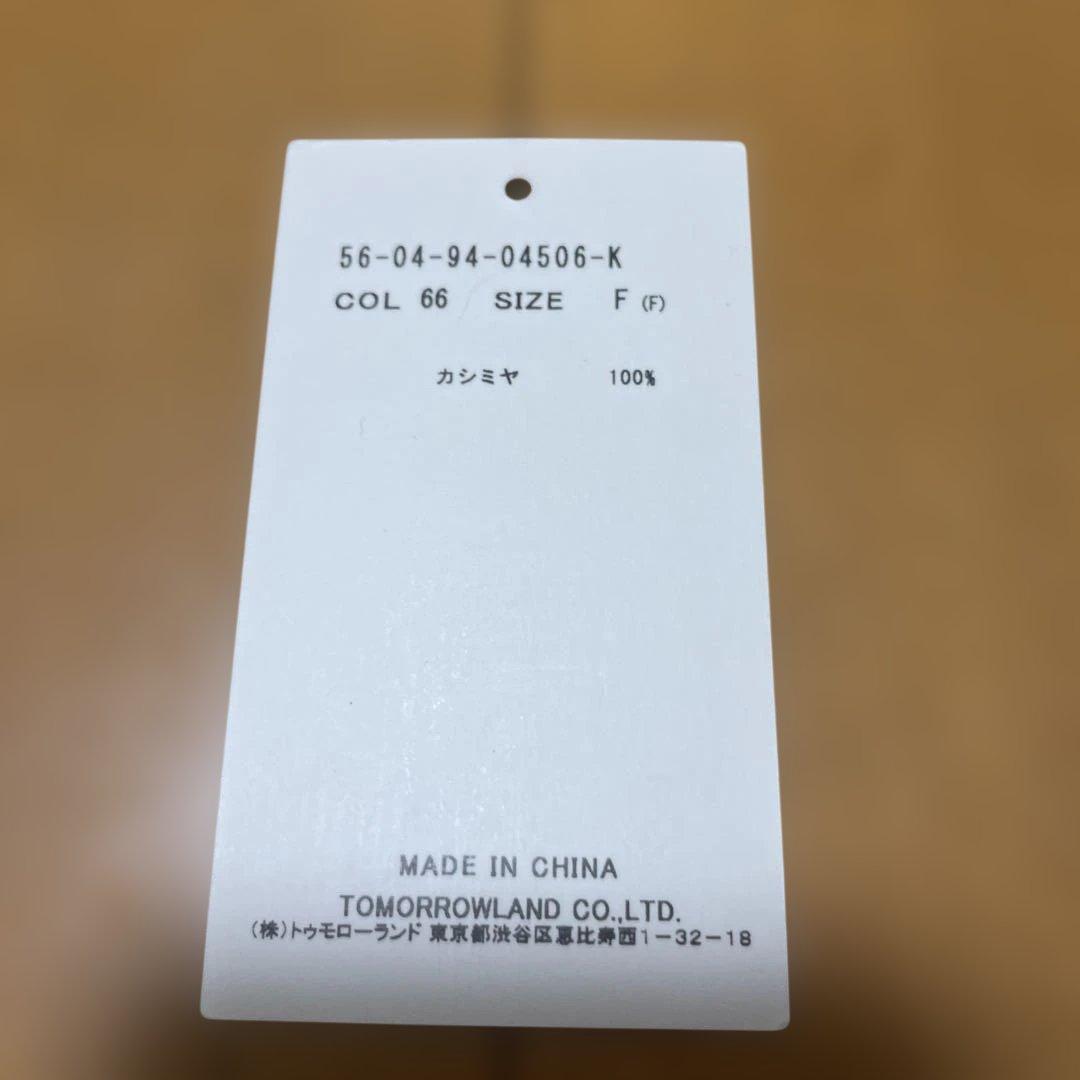 56-04-94-04506-K
COL 66 SIZE F (F)
カシミヤ 100%
MADE IN CHINA
TOMORROWLAND CO.,LTD.
(株)トゥモローランド 東京都渋谷区恵比寿西1-32-18